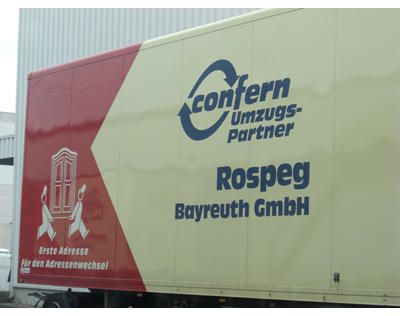 confern
Umzugs-
Partner
Rospeg
Bayreuth GmbH
Erste Adresse
Für den Adressenwechsel